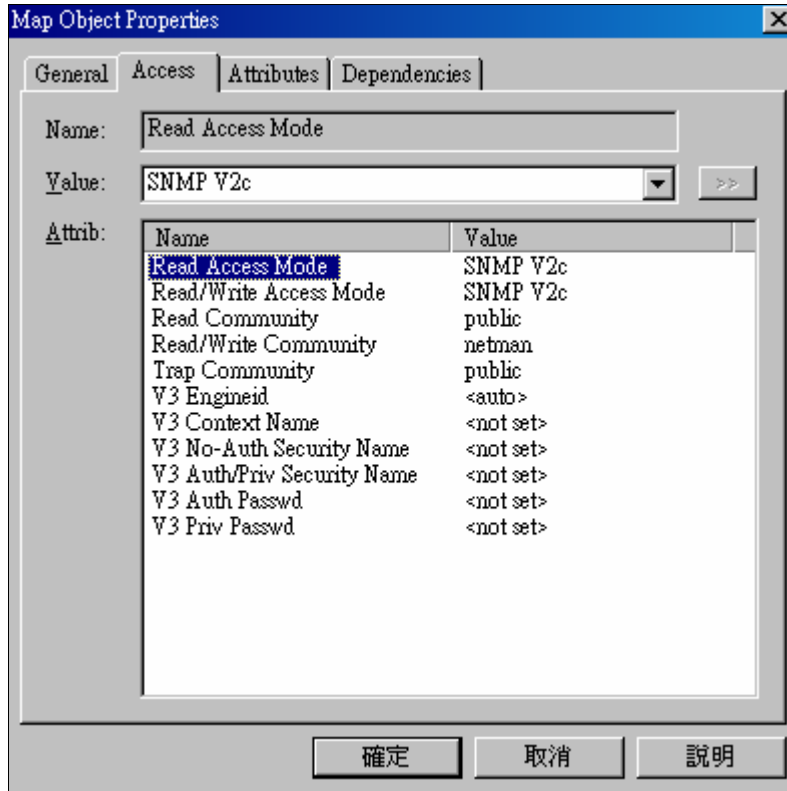 Map Object Properties
General Access Attributes Dependencies
Name: Read Access Mode
Value: SNMP V2c >>
Attrib: Name Value
Read Access Mode SNMP V2c
Read/Write Access Mode SNMP V2c
Read Community public
Read/Write Community netman
Trap Community public
V3 Engineid <auto>
V3 Context Name <not set>
V3 No-Auth Security Name <not set>
V3 Auth/Priv Security Name <not set>
V3 Auth Passwd <not set>
V3 Priv Passwd <not set>
確定 取消 說明